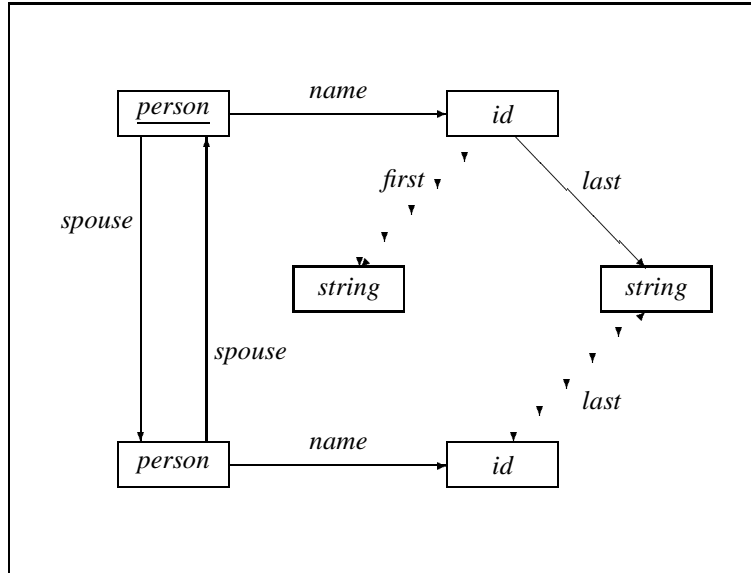 person
name
id
first
last
spouse
string
string
spouse
last
person
name
id